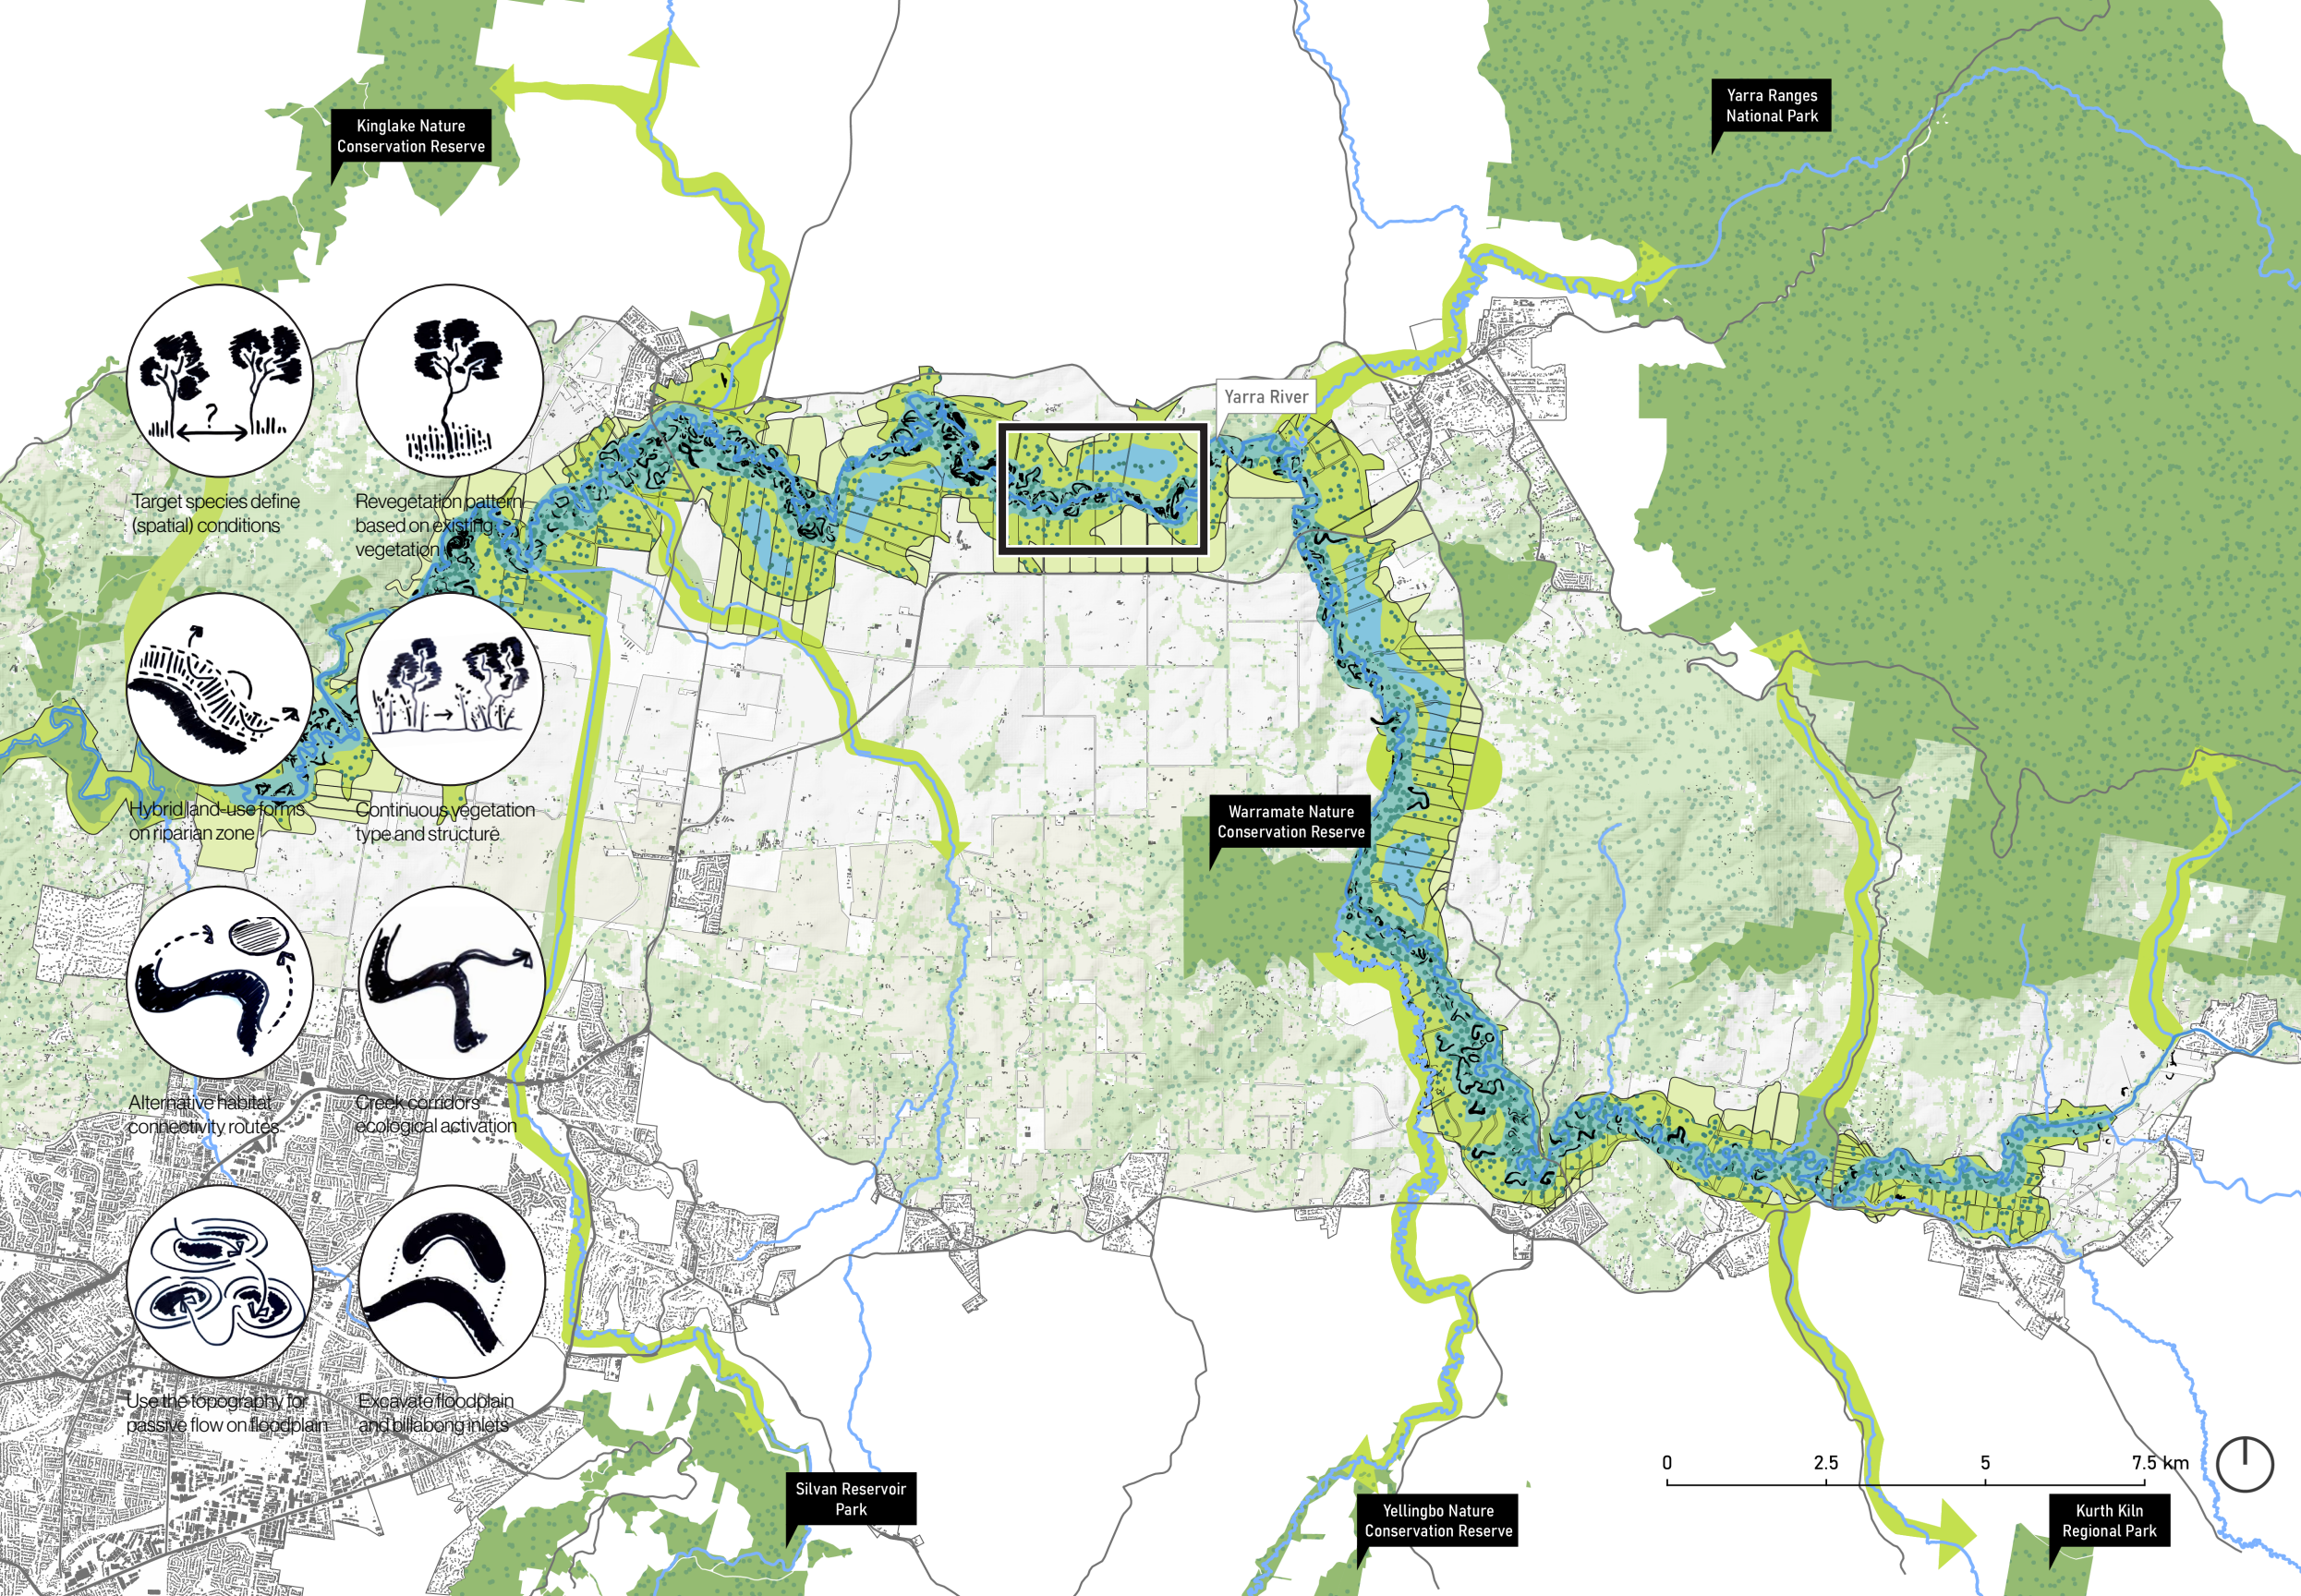 Yarra Ranges
National Park
Kinglake Nature
Conservation Reserve
Yarra River
?
Target species define
(spatial) conditions
Revegetation pattern
based on existing
vegetation
Hybrid land-use forms
on riparian zone
Continuous vegetation
type and structure
Warramate Nature
Conservation Reserve
Alternative habitat
connectivity routes
Creek corridors
ecological activation
Use the topography for
passive flow on floodplain
Excavate floodplain
and billabong inlets
Silvan Reservoir
Park
Yellingbo Nature
Conservation Reserve
0 2.5 5 7.5 km
Kurth Kiln
Regional Park